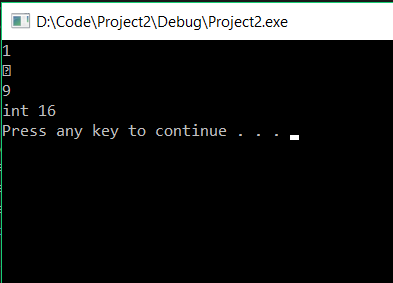 D:\Code\Project2\Debug\Project2.exe
1
9
int 16
Press any key to continue . . .